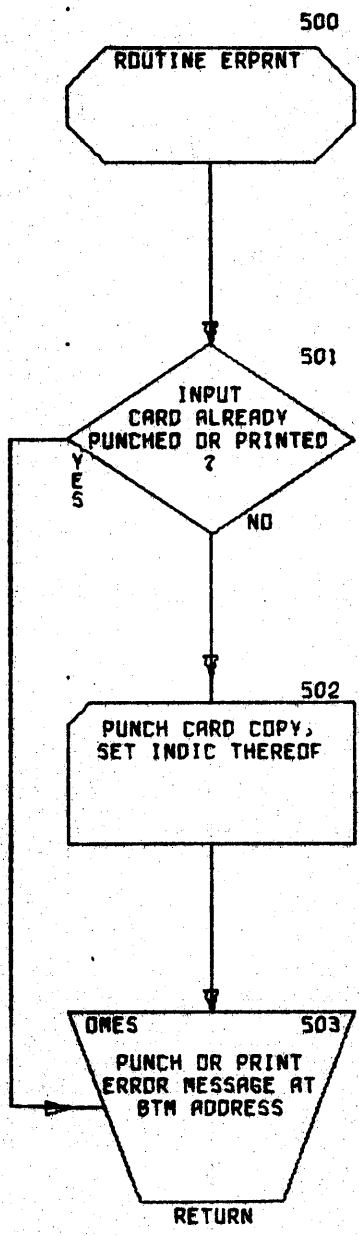 500
ROUTINE ERPRNT
501
INPUT
CARD ALREADY
PUNCHED OR PRINTED
?
YES
NO
502
PUNCH CARD COPY,
SET INDIC THEREOF
OMES 503
PUNCH OR PRINT
ERROR MESSAGE AT
BTM ADDRESS
RETURN